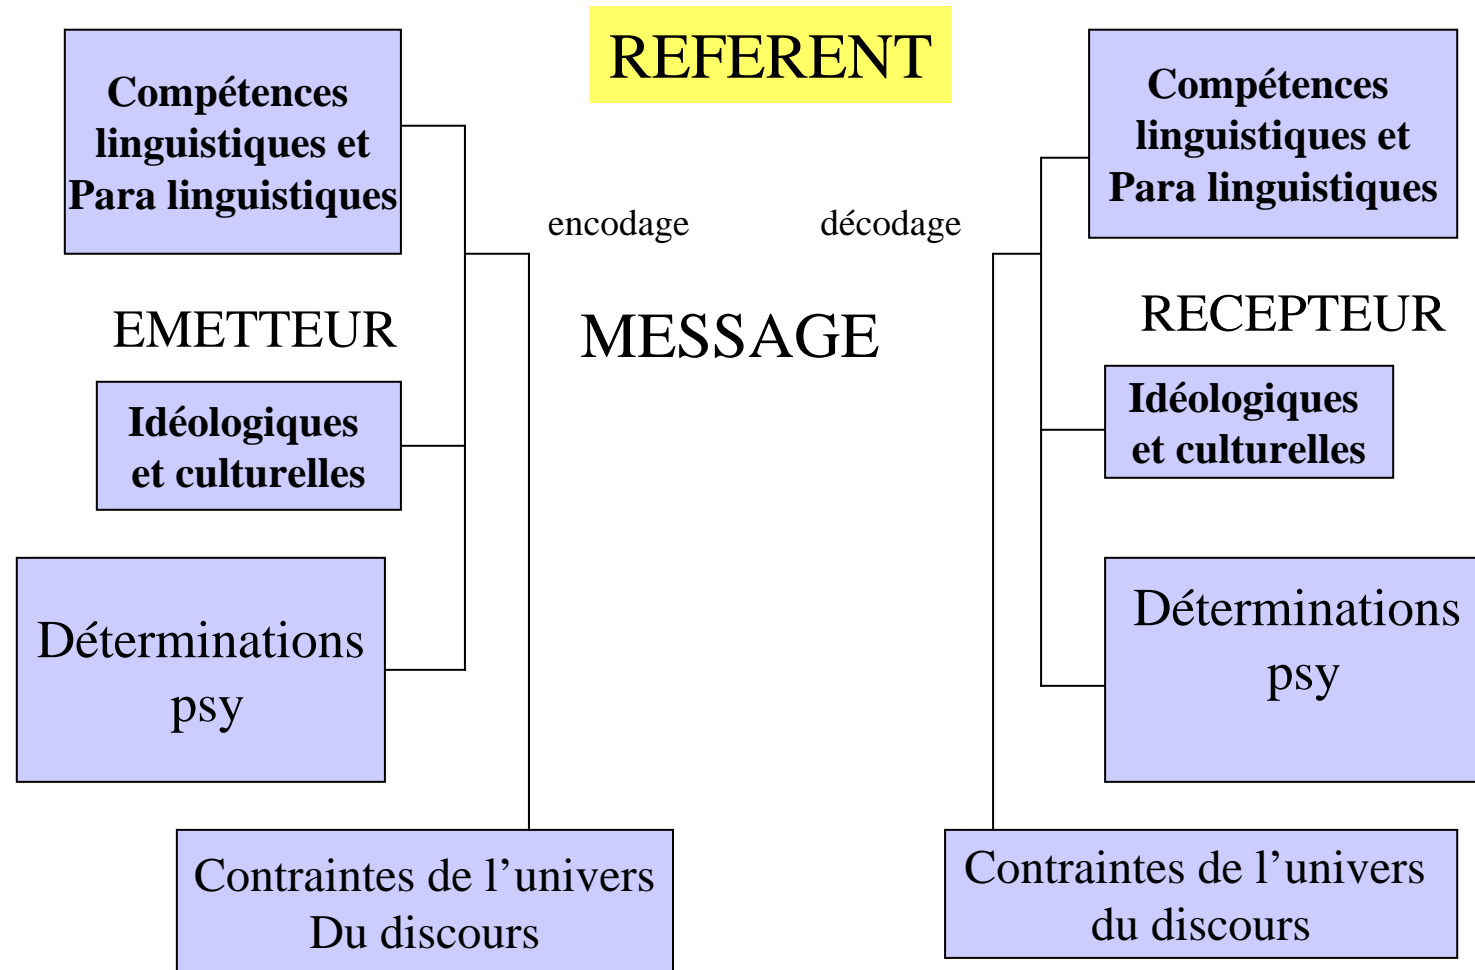 REFERENT
Compétences
linguistiques et
Para linguistiques
Compétences
linguistiques et
Para linguistiques
encodage
décodage
EMETTEUR
MESSAGE
RECEPTEUR
Idéologiques
et culturelles
Idéologiques
et culturelles
Déterminations
psy
Déterminations
psy
Contraintes de l’univers
Du discours
Contraintes de l’univers
du discours